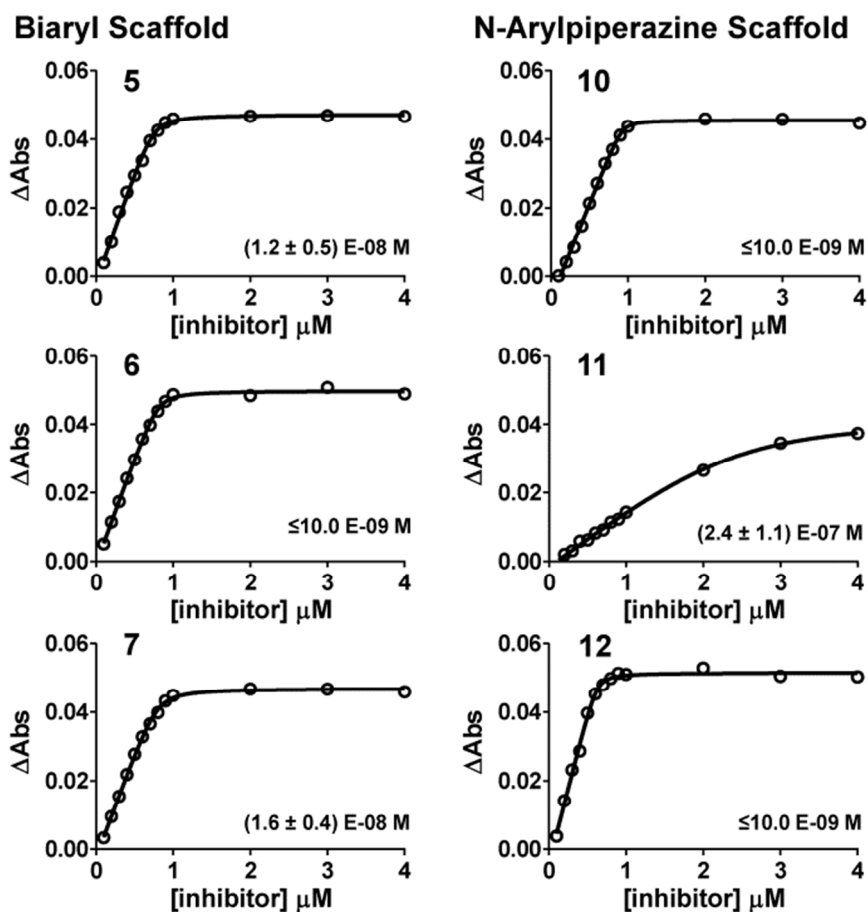 Biaryl Scaffold
N-Arylpiperazine Scaffold
5
0.06
0.04
0.02
0.00
ΔAbs
(1.2 ± 0.5) E-08 M
0 1 2 3 4
[inhibitor] μM
10
0.06
0.04
0.02
0.00
ΔAbs
≤10.0 E-09 M
0 1 2 3 4
[inhibitor] μM
6
0.06
0.04
0.02
0.00
ΔAbs
≤10.0 E-09 M
0 1 2 3 4
[inhibitor] μM
11
0.06
0.04
0.02
0.00
ΔAbs
(2.4 ± 1.1) E-07 M
0 1 2 3 4
[inhibitor] μM
7
0.06
0.04
0.02
0.00
ΔAbs
(1.6 ± 0.4) E-08 M
0 1 2 3 4
[inhibitor] μM
12
0.06
0.04
0.02
0.00
ΔAbs
≤10.0 E-09 M
0 1 2 3 4
[inhibitor] μM